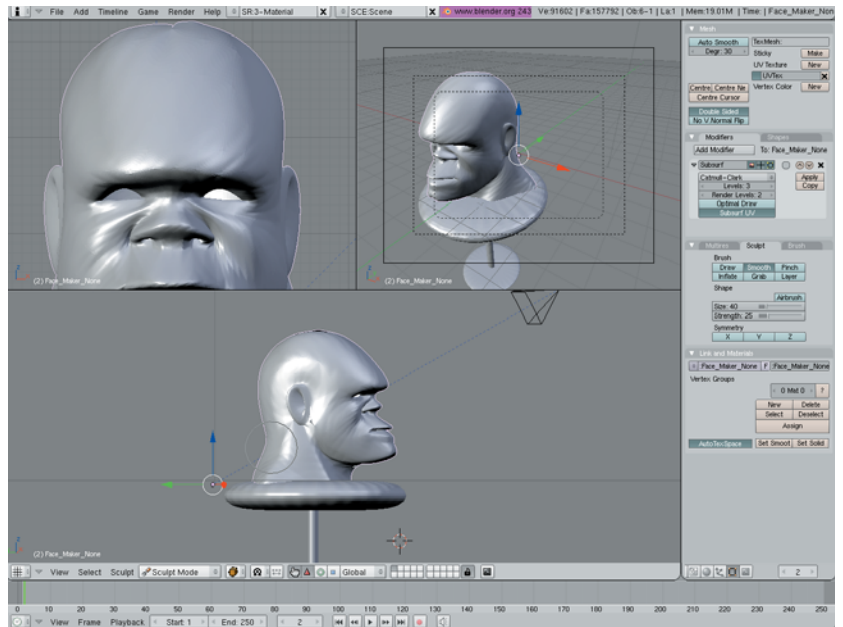 File Add Timeline Game Render Help SR:3-Material X SCE:Scene X www.blender.org 243 Ve:91602 | Fa:157792 | Ob:6-1 | La:1 | Mem:19.01M | Time: | Face_Maker_None
Mesh
Auto Smooth TexMesh:
Degr: 30 Sticky Make
UV Texture New
UVTex
Centre Centre Ne Vertex Color New
Centre Cursor
Double Sided
No V.Normal Flip
Modifiers Shapes
Add Modifier To: Face_Maker_None
Subsurf
Catmull-Clark Apply
Levels: 3 Copy
Render Levels: 2
Optimal Draw
Subsurf UV
(2) Face_Maker_None
(2) Face_Maker_None
Multires Sculpt Brush
Brush
Draw Smooth Pinch
Inflate Grab Layer
Shape
Airbrush
Size: 40
Strength: 25
Symmetry
X Y Z
Link and Materials
Face_Maker_None F Face_Maker_None
Vertex Groups
0 Mat 0 ?
New Delete
Select Deselect
Assign
AutoTexSpace Set Smoot Set Solid
(2) Face_Maker_None
View Select Sculpt Sculpt Mode Global 2
0 10 20 30 40 50 60 70 80 90 100 110 120 130 140 150 160 170 180 190 200 210 220 230 240 250
View Frame Playback Start: 1 End: 250 2